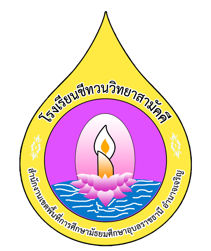 โรงเรียนชีทวนวิทยาสามัคคี
สำนักงานเขตพื้นที่การศึกษามัธยมศึกษาอุบลราชธานี อำนาจเจริญ